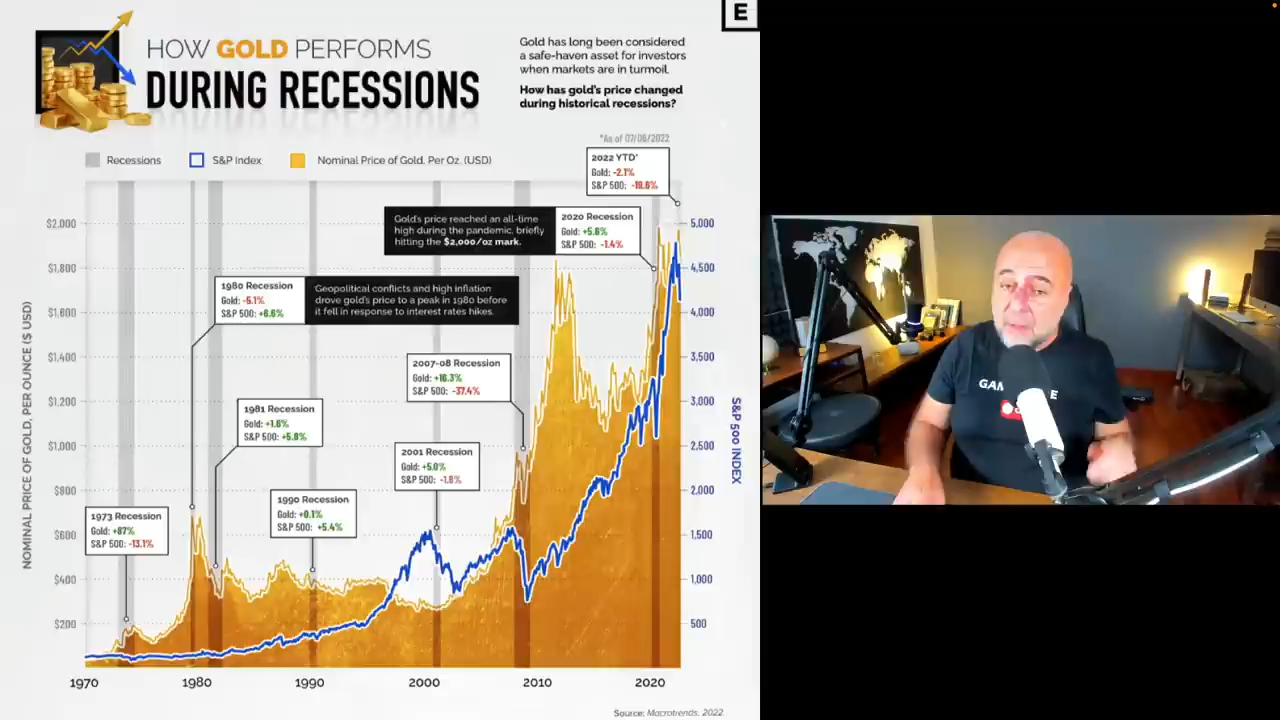 E
HOW GOLD PERFORMS
DURING RECESSIONS
Gold has long been considered
a safe-haven asset for investors
when markets are in turmoil.
How has gold's price changed
during historical recessions?
*As of 07/06/2022
Recessions
S&P Index
Nominal Price of Gold, Per Oz. (USD)
2022 YTD*
Gold: -2.1%
S&P 500: -19.6%
Gold's price reached an all-time
high during the pandemic, briefly
hitting the $2,000/oz mark.
2020 Recession
Gold: +5.6%
S&P 500: -1.4%
1980 Recession
Gold: -5.1%
S&P 500: +6.6%
Geopolitical conflicts and high inflation
drove gold's price to a peak in 1980 before
it fell in response to interest rates hikes.
2007-08 Recession
Gold: +16.3%
S&P 500: -37.4%
1981 Recession
Gold: +1.6%
S&P 500: +5.8%
2001 Recession
Gold: +5.0%
S&P 500: -1.8%
1990 Recession
Gold: +0.1%
S&P 500: +5.4%
1973 Recession
Gold: +87%
S&P 500: -13.1%
NOMINAL PRICE OF GOLD, PER OUNCE ($ USD)
$2,000
$1,800
$1,600
$1,400
$1,200
$1,000
$800
$600
$400
$200
5,000
4,500
4,000
3,500
3,000
2,500
2,000
1,500
1,000
500
S&P 500 INDEX
1970
1980
1990
2000
2010
2020
Source: Macrotrends, 2022